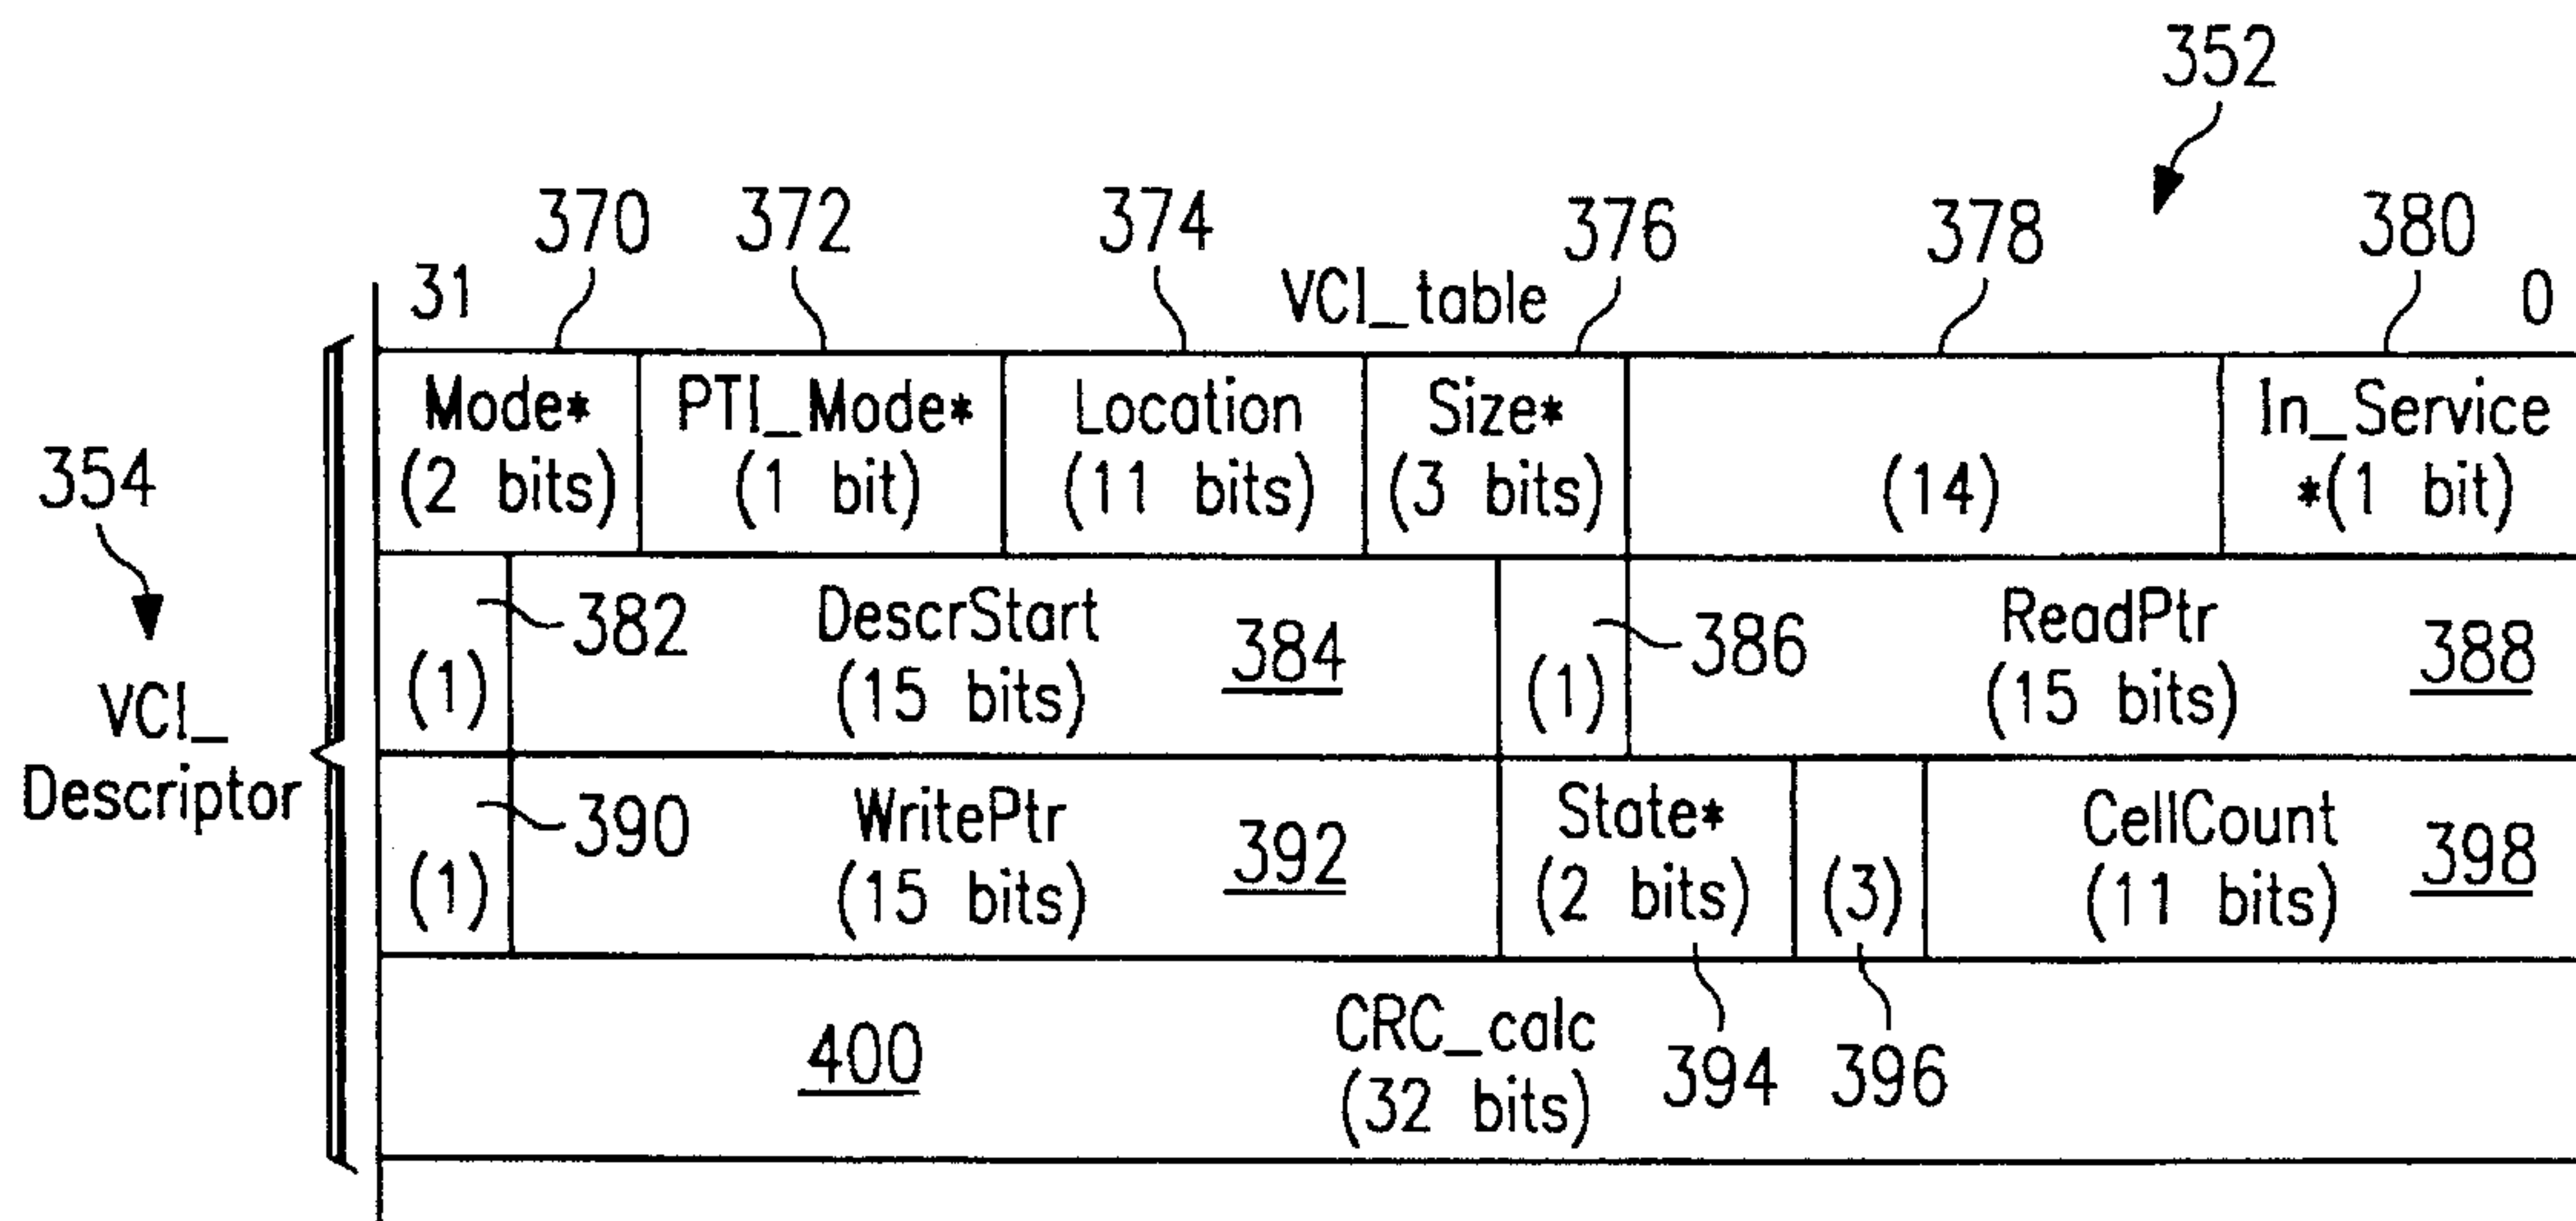 352
370 372 374 376 378 380
31 VCI_table 0
Mode* PTI_Mode* Location Size* In_Service
(2 bits) (1 bit) (11 bits) (3 bits) (14) *(1 bit)
354
382 DescrStart 384 386 ReadPtr 388
(1) (15 bits) (1) (15 bits)
VCI_
Descriptor
390 WritePtr 392 State* CellCount 398
(1) (15 bits) (2 bits) (3) (11 bits)
400 CRC_calc 394 396
(32 bits)